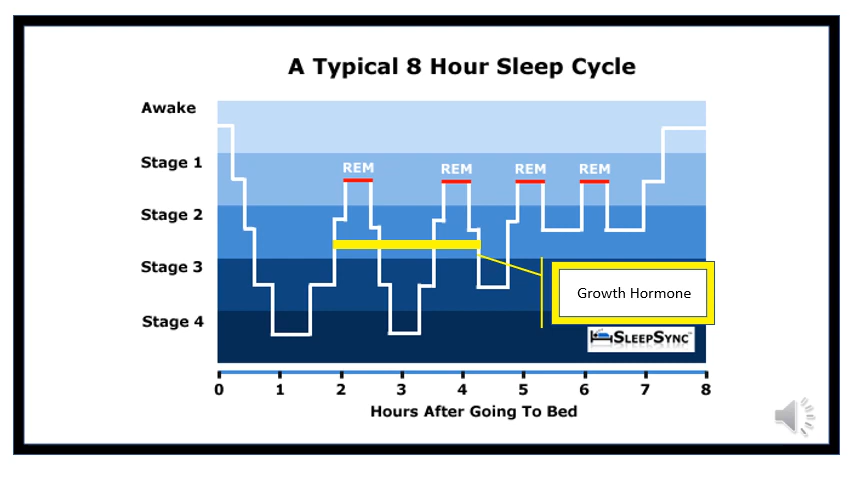 A Typical 8 Hour Sleep Cycle
Awake
Stage 1
REM REM REM REM
Stage 2
Stage 3
Growth Hormone
Stage 4
SLEEPSYNC™
0 1 2 3 4 5 6 7 8
Hours After Going To Bed